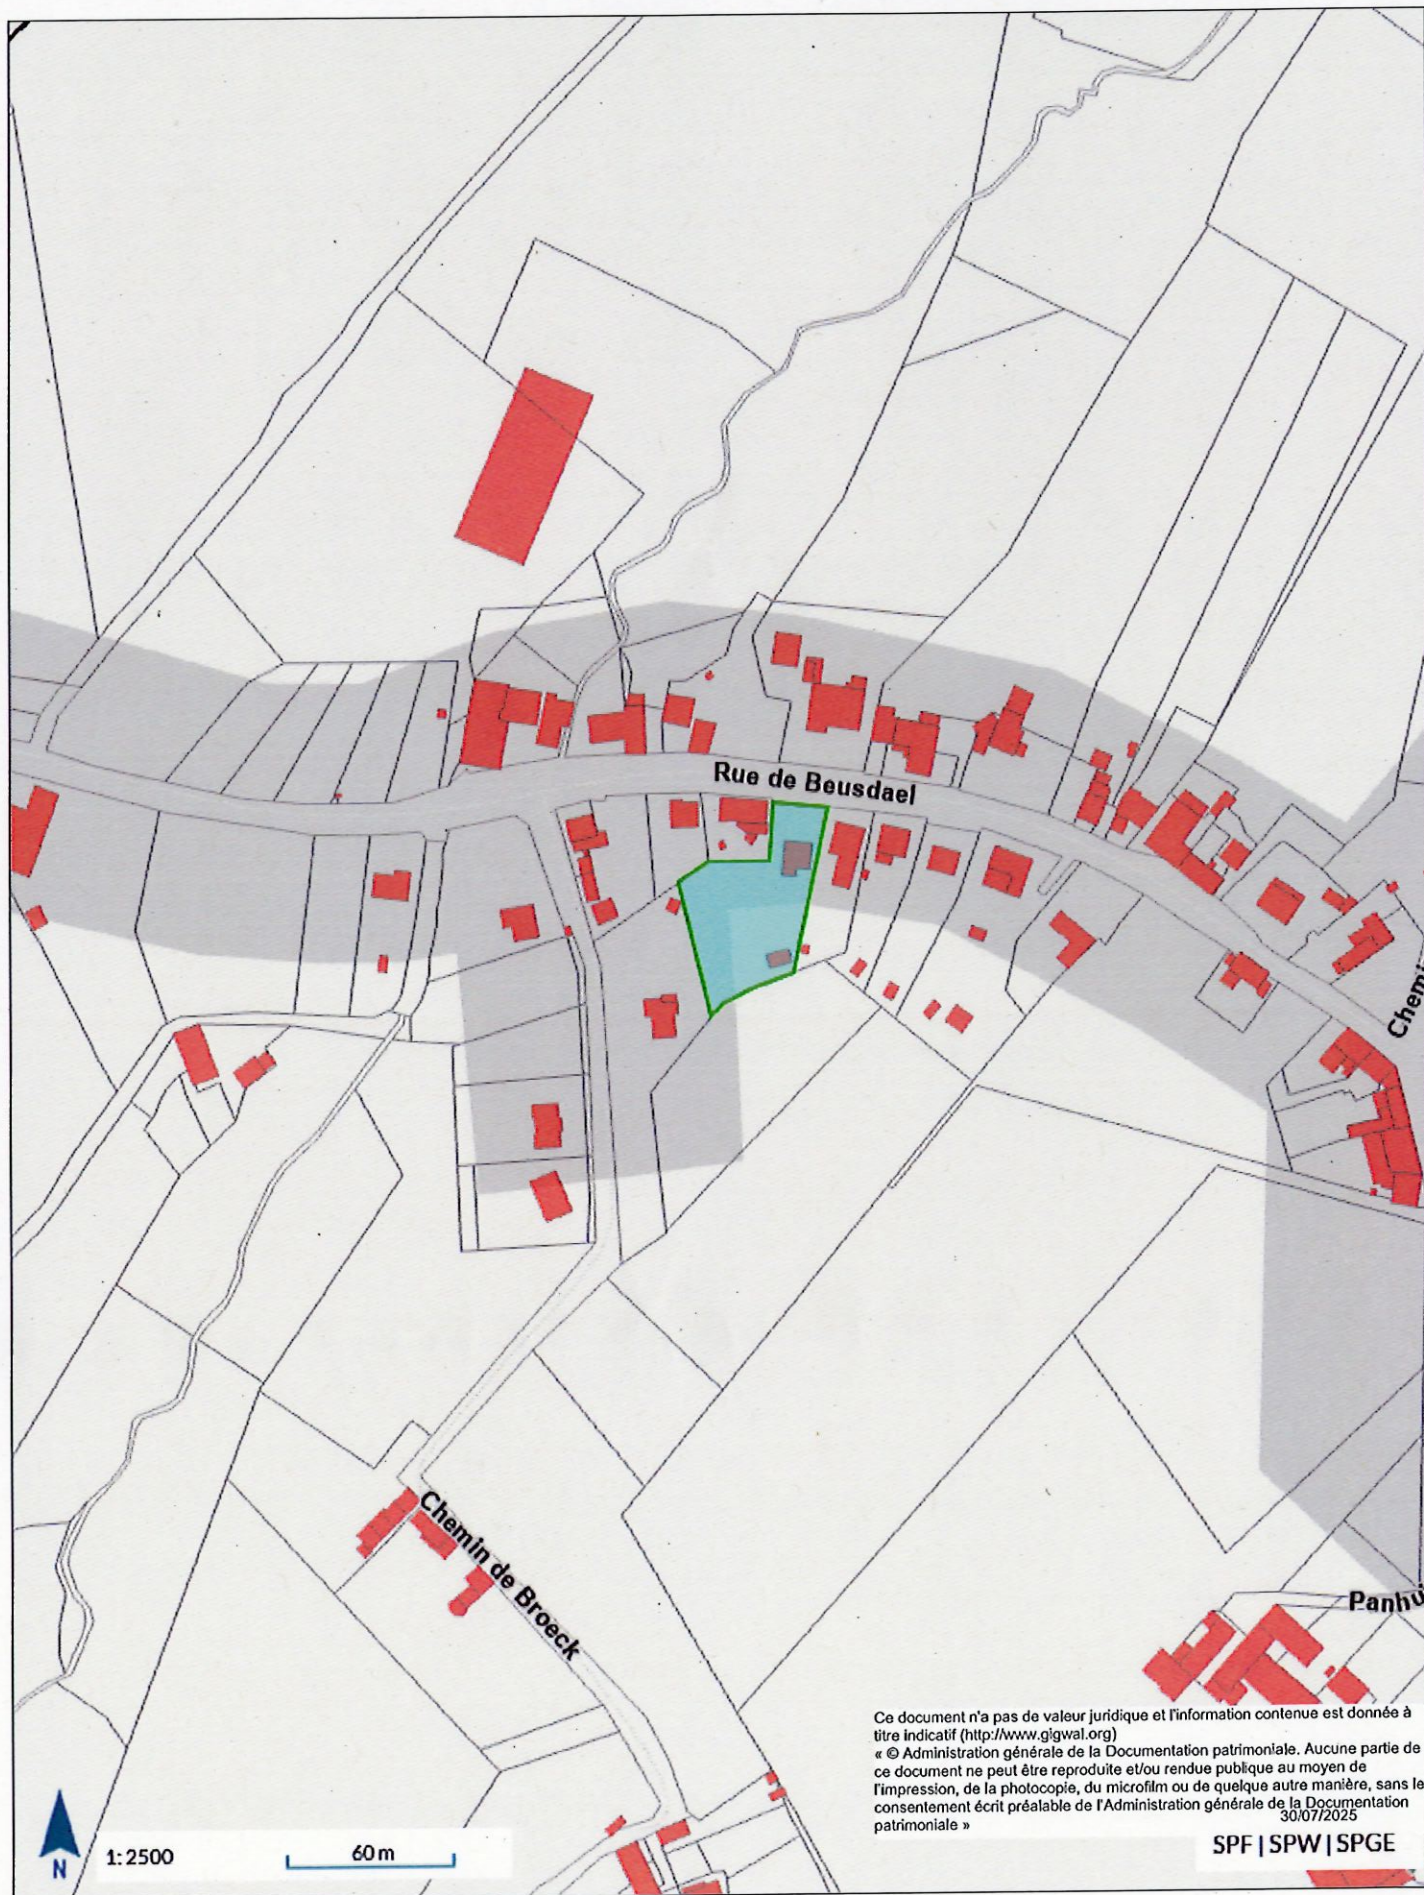 Rue de Beusdael
Chemi
Chemin de Broeck
Panhui
Ce document n'a pas de valeur juridique et l'information contenue est donnée à
titre indicatif (http://www.gigwal.org)
« © Administration générale de la Documentation patrimoniale. Aucune partie de
ce document ne peut être reproduite et/ou rendue publique au moyen de
l'impression, de la photocopie, du microfilm ou de quelque autre manière, sans le
consentement écrit préalable de l'Administration générale de la Documentation
patrimoniale »
30/07/2025
SPF | SPW | SPGE
N
1:2500
60 m